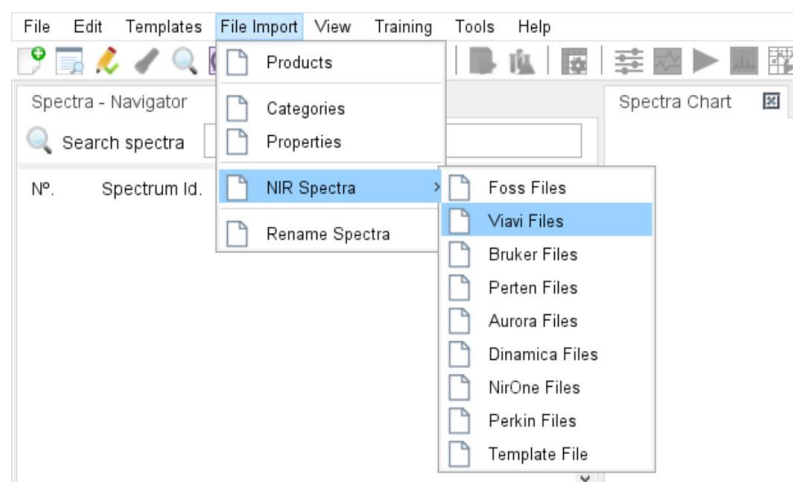 File Edit Templates File Import View Training Tools Help
Products
Spectra - Navigator
Spectra Chart
Categories
Search spectra
Properties
Nº. Spectrum Id.
NIR Spectra
Foss Files
Viavi Files
Rename Spectra
Bruker Files
Perten Files
Aurora Files
Dinamica Files
NirOne Files
Perkin Files
Template File